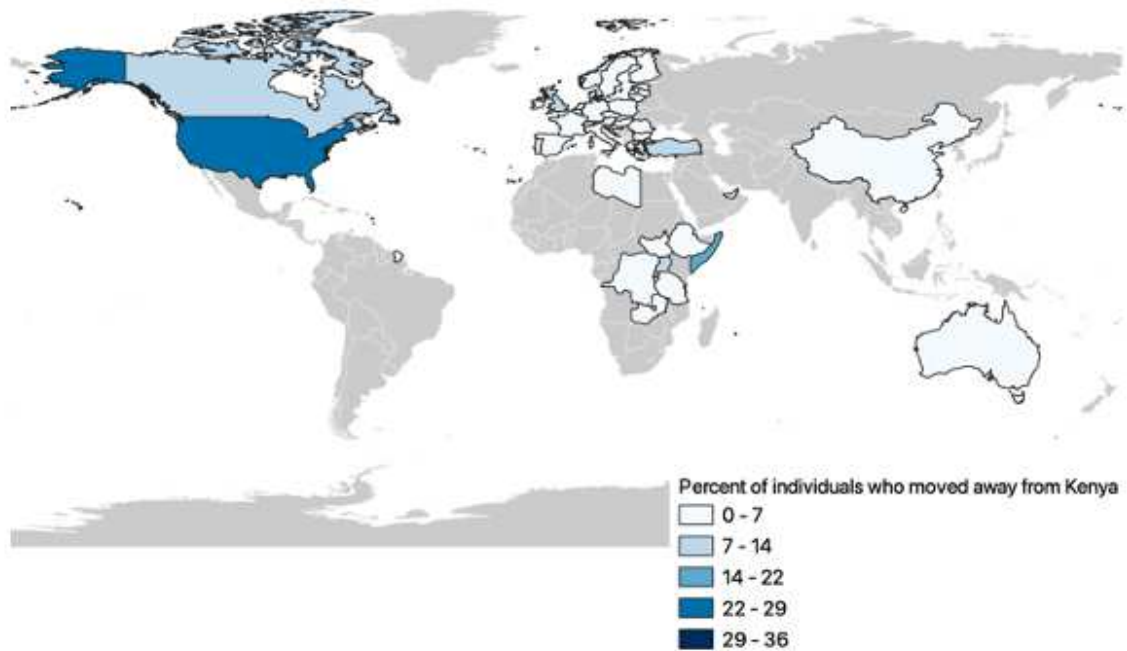 Percent of individuals who moved away from Kenya
0 - 7
7 - 14
14 - 22
22 - 29
29 - 36